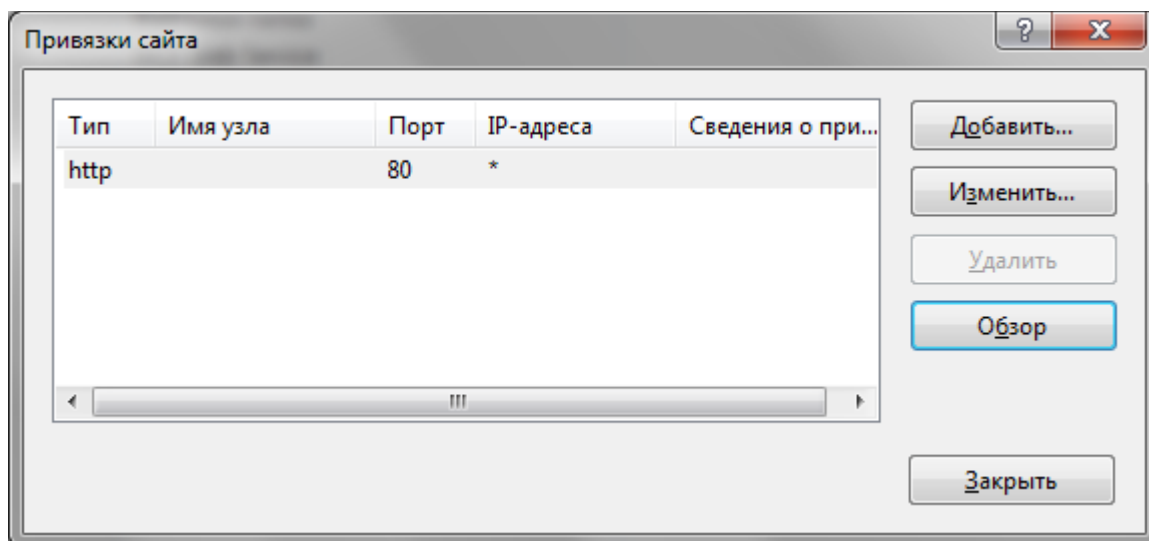 Привязки сайта
Тип Имя узла Порт IP-адреса Сведения о при...
http 80 *
Добавить...
Изменить...
Удалить
Обзор
Закрыть